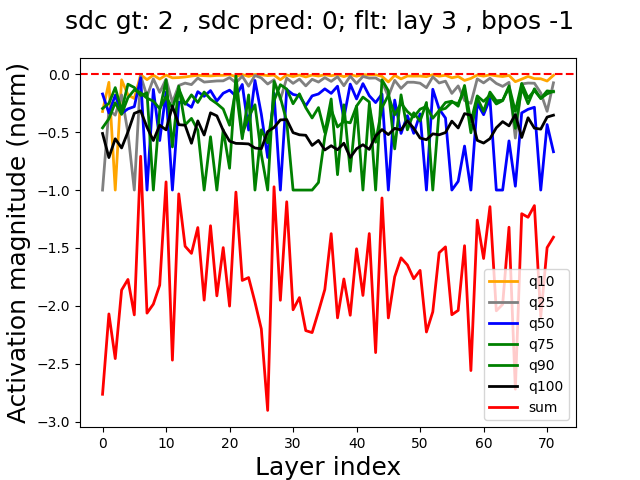 sdc gt: 2 , sdc pred: 0; flt: lay 3 , bpos -1
Activation magnitude (norm)
0.0
−0.5
−1.0
−1.5
−2.0
−2.5
−3.0
0 10 20 30 40 50 60 70
Layer index
q10
q25
q50
q75
q90
q100
sum